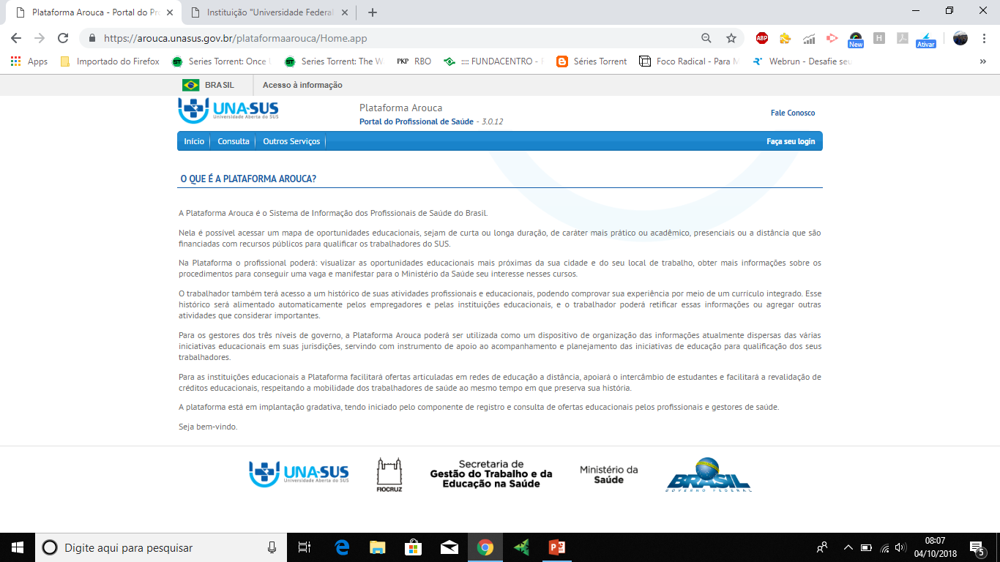 Plataforma Arouca - Portal do Pro
Instituição "Universidade Federal
https://arouca.unasus.gov.br/plataformaarouca/Home.app
ABP
New
H
Ativar
Apps
Importado do Firefox
ST
Series Torrent: Once
ST
Series Torrent: The W
PKP
RBO
:::: FUNDACENTRO -
Séries Torrent
Foco Radical - Para M
Webrun - Desafie seu
»
BRASIL
Acesso à informação
UNA-SUS
Universidade Aberta do SUS
Plataforma Arouca
Portal do Profissional de Saúde - 3.0.12
Fale Conosco
Início
Consulta
Outros Serviços
Faça seu login
O QUE É A PLATAFORMA AROUCA?
A Plataforma Arouca é o Sistema de Informação dos Profissionais de Saúde do Brasil.
Nela é possível acessar um mapa de oportunidades educacionais, sejam de curta ou longa duração, de caráter mais prático ou acadêmico, presenciais ou a distância que são
financiadas com recursos públicos para qualificar os trabalhadores do SUS.
Na Plataforma o profissional poderá: visualizar as oportunidades educacionais mais próximas da sua cidade e do seu local de trabalho, obter mais informações sobre os
procedimentos para conseguir uma vaga e manifestar para o Ministério da Saúde seu interesse nesses cursos.
O trabalhador também terá acesso a um histórico de suas atividades profissionais e educacionais, podendo comprovar sua experiência por meio de um currículo integrado. Esse
histórico será alimentado automaticamente pelos empregadores e pelas instituições educacionais, e o trabalhador poderá retificar essas informações ou agregar outras
atividades que considerar importantes.
Para os gestores dos três níveis de governo, a Plataforma Arouca poderá ser utilizada como um dispositivo de organização das informações atualmente dispersas das várias
iniciativas educacionais em suas jurisdições, servindo com instrumento de apoio ao acompanhamento e planejamento das iniciativas de educação para qualificação dos seus
trabalhadores.
Para as instituições educacionais a Plataforma facilitará ofertas articuladas em redes de educação a distância, apoiará o intercâmbio de estudantes e facilitará a revalidação de
créditos educacionais, respeitando a mobilidade dos trabalhadores de saúde ao mesmo tempo em que preserva sua história.
A plataforma está em implantação gradativa, tendo iniciado pelo componente de registro e consulta de ofertas educacionais pelos profissionais e gestores de saúde.
Seja bem-vindo.
UNA-SUS
Universidade Aberta do SUS
FIOCRUZ
Secretaria de
Gestão do Trabalho e da
Educação na Saúde
Ministério da
Saúde
BRASIL
GOVERNO FEDERAL
Digite aqui para pesquisar
08:07
04/10/2018
5